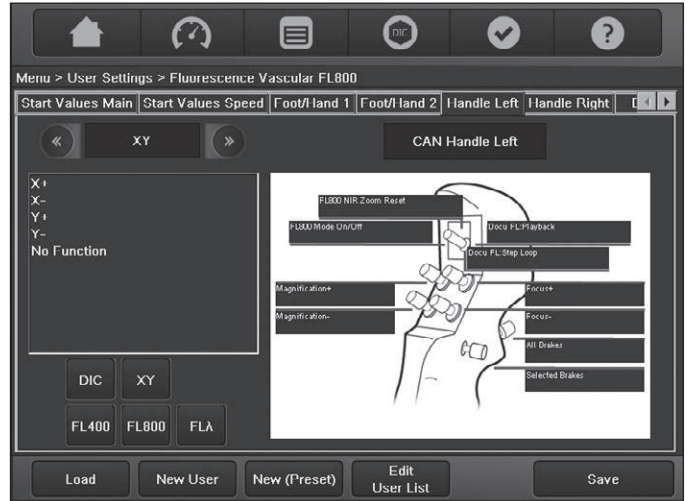 DIC
?
Menu > User Settings > Fluorescence Vascular FL800
Start Values Main
Start Values Speed
Foot/Hand 1
Foot/Hand 2
Handle Left
Handle Right
«
XY
»
CAN Handle Left
X+
X-
Y+
Y-
No Function
FL800 NIR Zoom Reset
FL800 Mode On/Off
Docu FL:Playback
Docu FL:Step Loop
Magnification+
Focus+
Magnification-
Focus-
All Brakes
Selected Brakes
DIC
XY
FL400
FL800
FLλ
Load
New User
New (Preset)
Edit
User List
Save